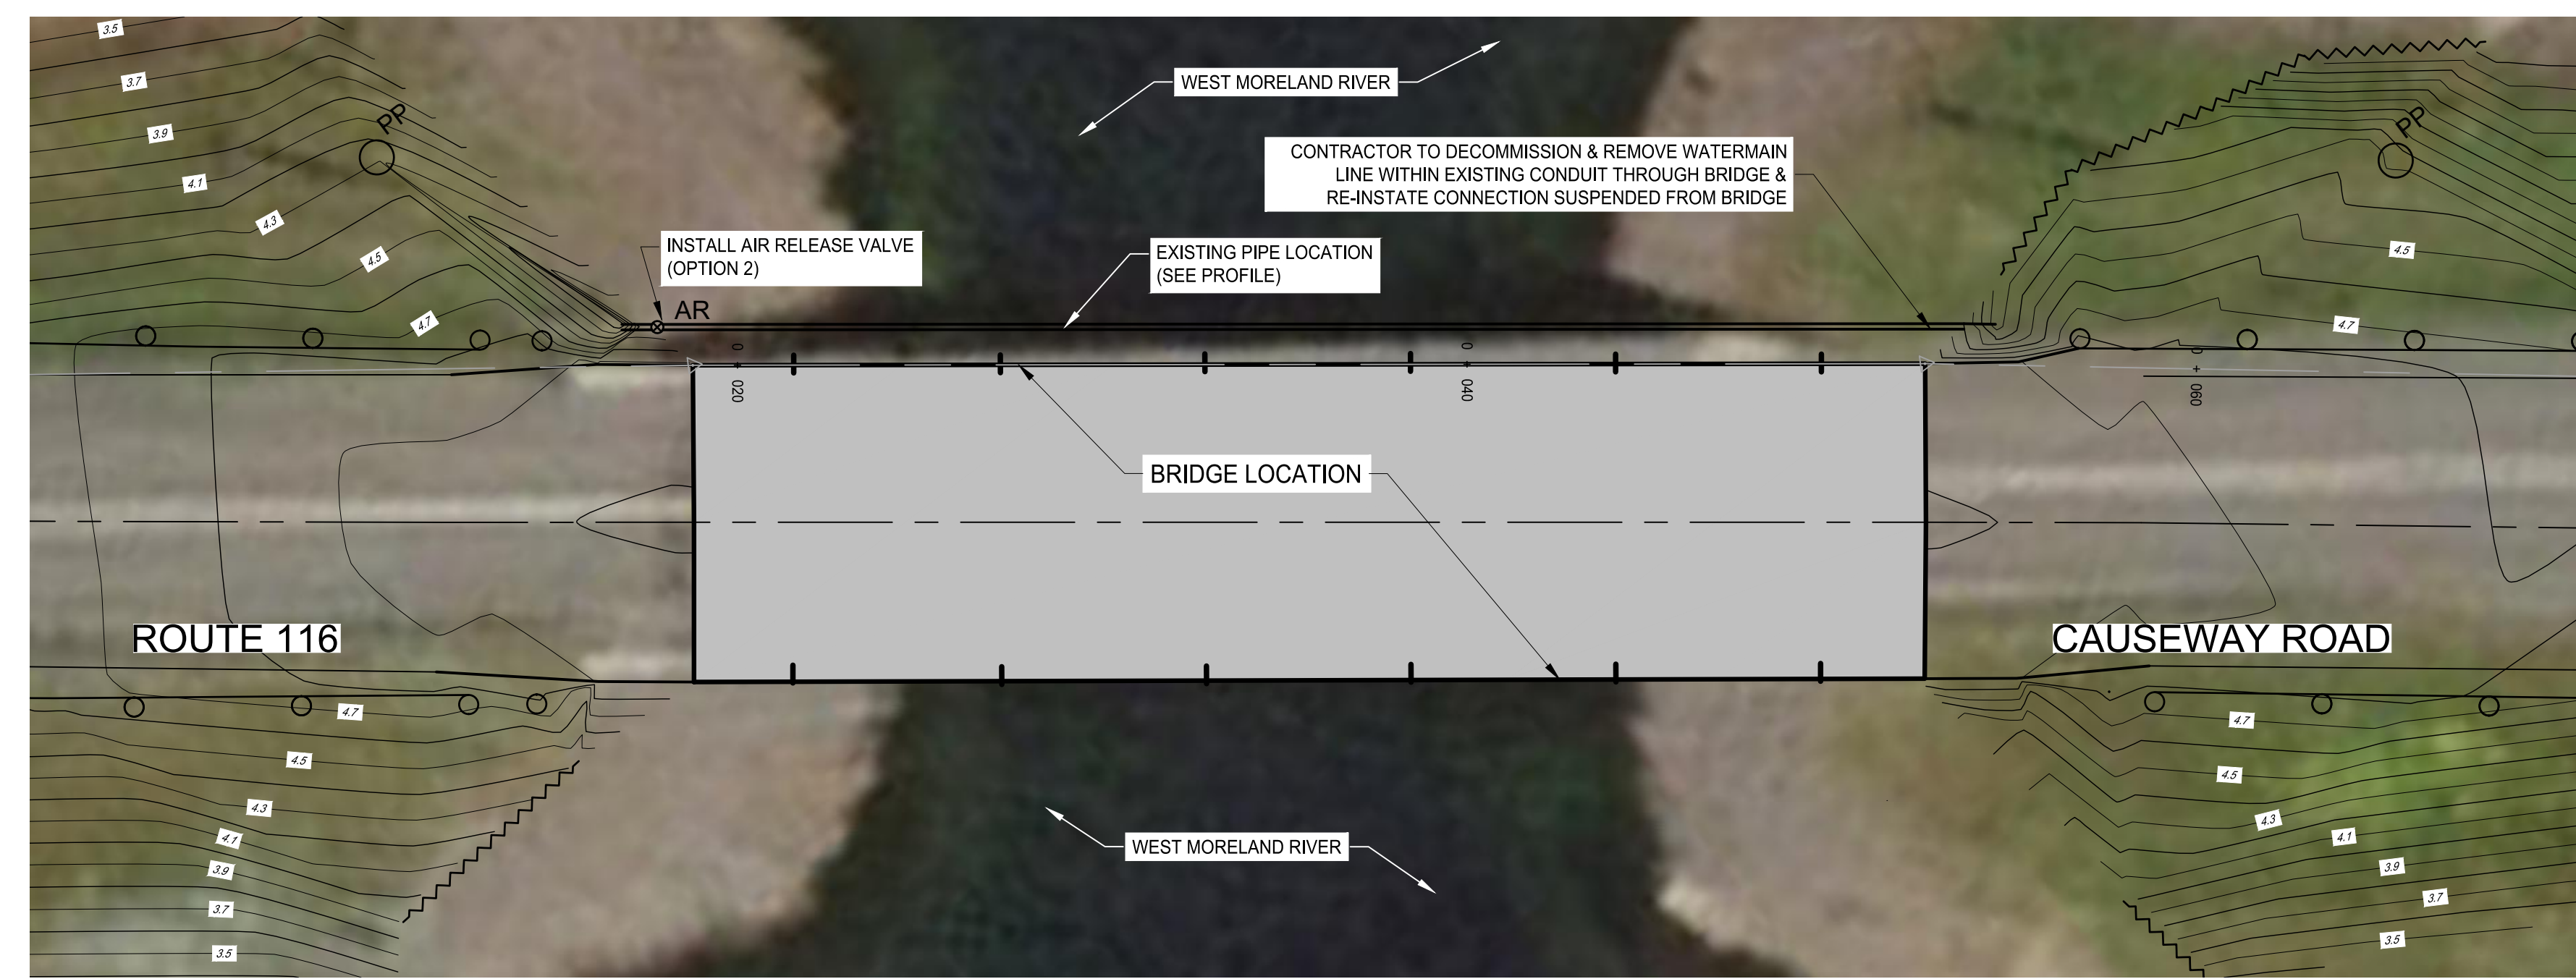 3.5
WEST MORELAND RIVER
3.7
PP
PP
3.9
CONTRACTOR TO DECOMMISSION & REMOVE WATERMAIN
LINE WITHIN EXISTING CONDUIT THROUGH BRIDGE &
RE-INSTATE CONNECTION SUSPENDED FROM BRIDGE
4.1
4.3
INSTALL AIR RELEASE VALVE
(OPTION 2)
EXISTING PIPE LOCATION
(SEE PROFILE)
4.5
4.5
AR
4.7
4.7
0 + 020
0 + 040
0 + 060
BRIDGE LOCATION
ROUTE 116
CAUSEWAY ROAD
4.7
4.7
4.5
4.5
4.3
4.3
4.1
4.1
WEST MORELAND RIVER
3.9
3.9
3.7
3.7
3.5
3.5